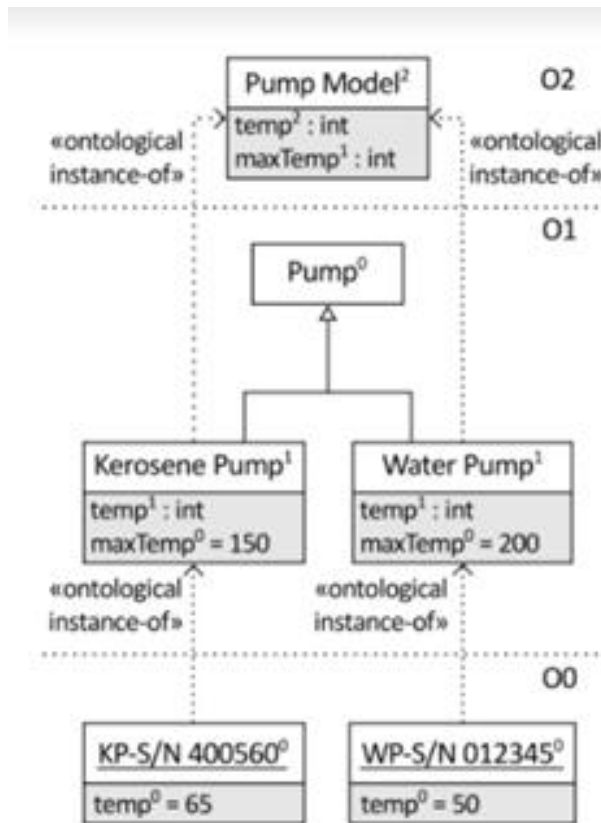 Pump Model²
O2
temp² : int
maxTemp¹ : int
«ontological
instance-of»
«ontological
instance-of»
O1
Pump⁰
Kerosene Pump¹
temp¹ : int
maxTemp⁰ = 150
Water Pump¹
temp¹ : int
maxTemp⁰ = 200
«ontological
instance-of»
«ontological
instance-of»
O0
KP-S/N 400560⁰
temp⁰ = 65
WP-S/N 012345⁰
temp⁰ = 50